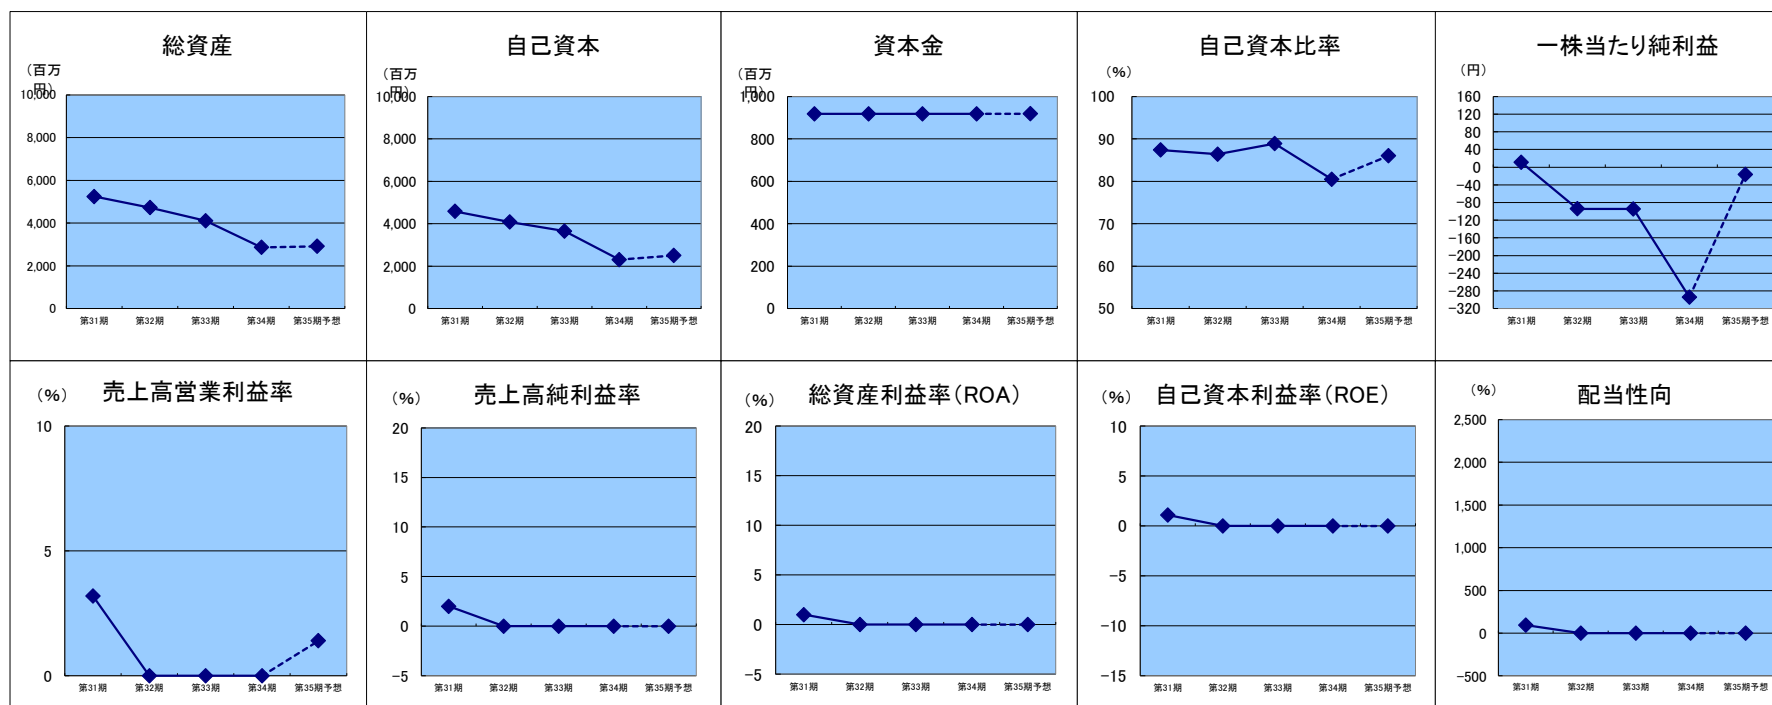 総資産
（百万円）
10,000
8,000
6,000
4,000
2,000
0
第31期 第32期 第33期 第34期 第35期予想
自己資本
（百万円）
10,000
8,000
6,000
4,000
2,000
0
第31期 第32期 第33期 第34期 第35期予想
資本金
（百万円）
1,000
800
600
400
200
0
第31期 第32期 第33期 第34期 第35期予想
自己資本比率
（%）
100
90
80
70
60
50
第31期 第32期 第33期 第34期 第35期予想
一株当たり純利益
（円）
160
120
80
40
0
−40
−80
−120
−160
−200
−240
−280
−320
第31期 第32期 第33期 第34期 第35期予想
売上高営業利益率
（%）
10
5
0
第31期 第32期 第33期 第34期 第35期予想
売上高純利益率
（%）
20
15
10
5
0
−5
第31期 第32期 第33期 第34期 第35期予想
総資産利益率（ROA）
（%）
20
15
10
5
0
−5
第31期 第32期 第33期 第34期 第35期予想
自己資本利益率（ROE）
（%）
10
5
0
−5
−10
−15
第31期 第32期 第33期 第34期 第35期予想
配当性向
（%）
2,500
2,000
1,500
1,000
500
0
−500
第31期 第32期 第33期 第34期 第35期予想